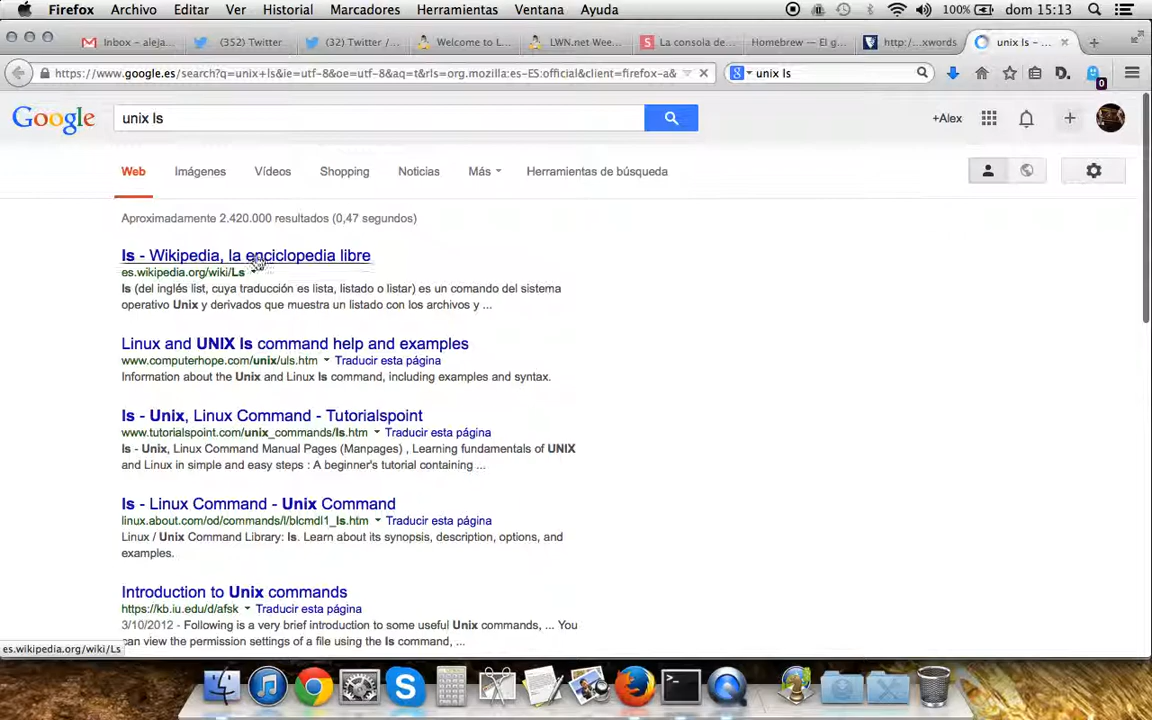 Firefox Archivo Editar Ver Historial Marcadores Herramientas Ventana Ayuda 100% dom 15:13
Inbox - aleja... (352) Twitter (32) Twitter /... Welcome to L... LWN.net Wee... La consola de... Homebrew — El g... http:/...xwords unix ls - ...
https://www.google.es/search?q=unix+ls&ie=utf-8&oe=utf-8&aq=t&rls=org.mozilla:es-ES:official&client=firefox-a& unix ls
0
Google unix ls +Alex
Web Imágenes Vídeos Shopping Noticias Más Herramientas de búsqueda
Aproximadamente 2.420.000 resultados (0,47 segundos)
ls - Wikipedia, la enciclopedia libre
es.wikipedia.org/wiki/Ls
ls (del inglés list, cuya traducción es lista, listado o listar) es un comando del sistema
operativo Unix y derivados que muestra un listado con los archivos y ...
Linux and UNIX ls command help and examples
www.computerhope.com/unix/uls.htm Traducir esta página
Information about the Unix and Linux ls command, including examples and syntax.
ls - Unix, Linux Command - Tutorialspoint
www.tutorialspoint.com/unix_commands/ls.htm Traducir esta página
ls - Unix, Linux Command Manual Pages (Manpages) , Learning fundamentals of UNIX
and Linux in simple and easy steps : A beginner's tutorial containing ...
ls - Linux Command - Unix Command
linux.about.com/od/commands/l/blcmdl1_ls.htm Traducir esta página
Linux / Unix Command Library: ls. Learn about its synopsis, description, options, and
examples.
Introduction to Unix commands
https://kb.iu.edu/d/afsk Traducir esta página
3/10/2012 - Following is a very brief introduction to some useful Unix commands, ... You
can view the permission settings of a file using the ls command, ...
es.wikipedia.org/wiki/Ls